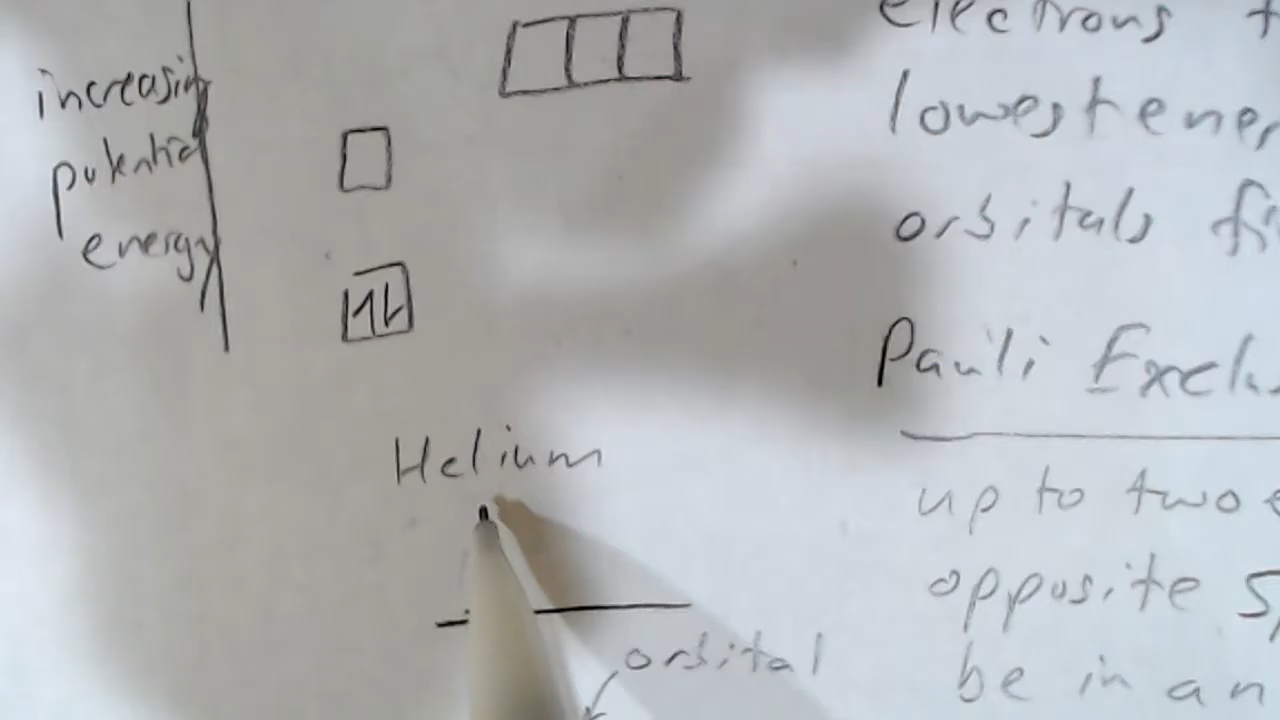 increasing
potential
energy
Helium
orbital
electrons
lowest
orbitals
Pauli
up to two
opposite
be in an